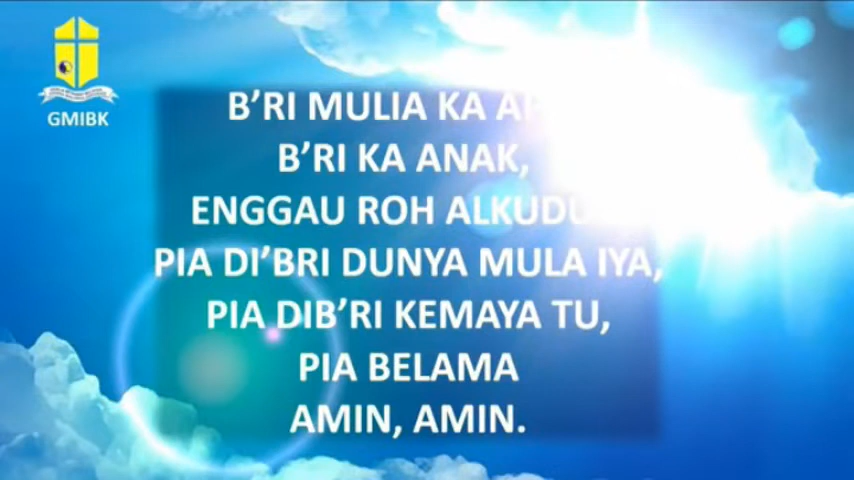 GMIBK
B'RI MULIA KA
B'RI KA ANAK,
ENGGAU ROH
PIA DI'BRI DUNYA MULA IYA,
PIA DIB'RI KEMAYA TU,
PIA BELAMA
AMIN, AMIN.